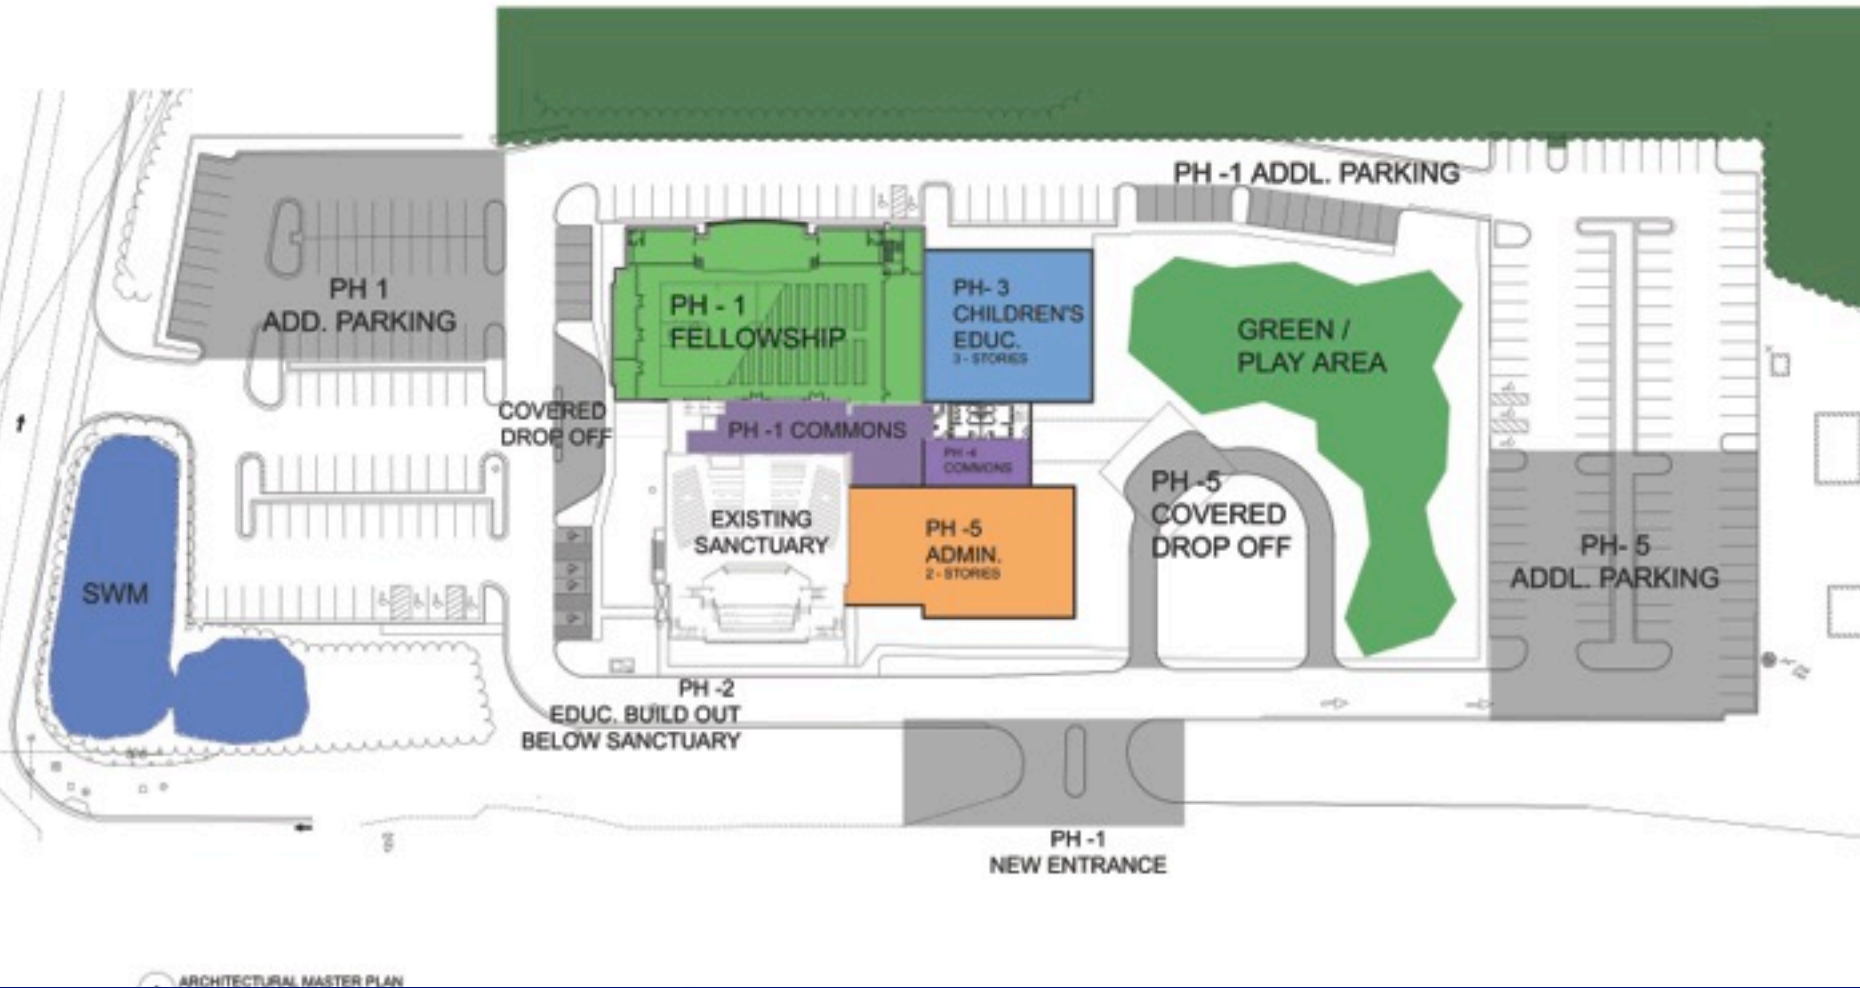 PH -1 ADDL. PARKING
PH 1
ADD. PARKING
PH - 1
FELLOWSHIP
PH- 3
CHILDREN'S
EDUC.
3 - STORIES
GREEN /
PLAY AREA
COVERED
DROP OFF
PH -1 COMMONS
PH -4
COMMONS
PH -5
COVERED
DROP OFF
EXISTING
SANCTUARY
PH -5
ADMIN.
2 - STORIES
PH- 5
ADDL. PARKING
SWM
PH -2
EDUC. BUILD OUT
BELOW SANCTUARY
PH -1
NEW ENTRANCE
ARCHITECTURAL MASTER PLAN